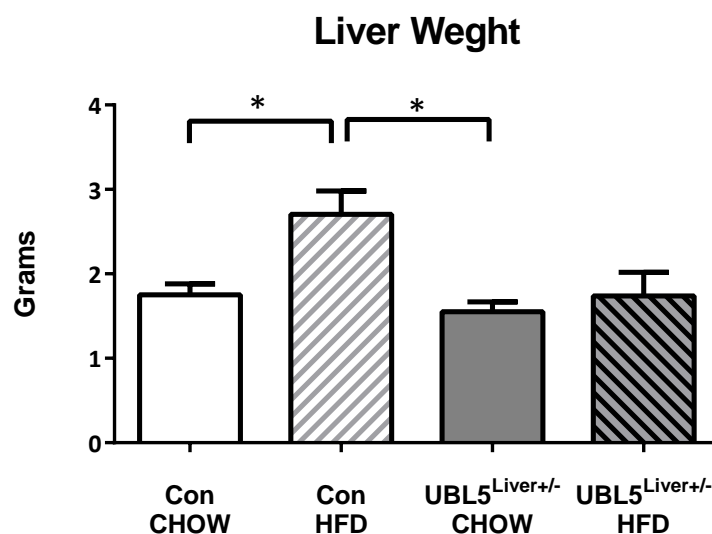 Liver Weght
* *
4
3
2
1
0
Grams
Con Con UBL5Liver+/- UBL5Liver+/-
CHOW HFD CHOW HFD